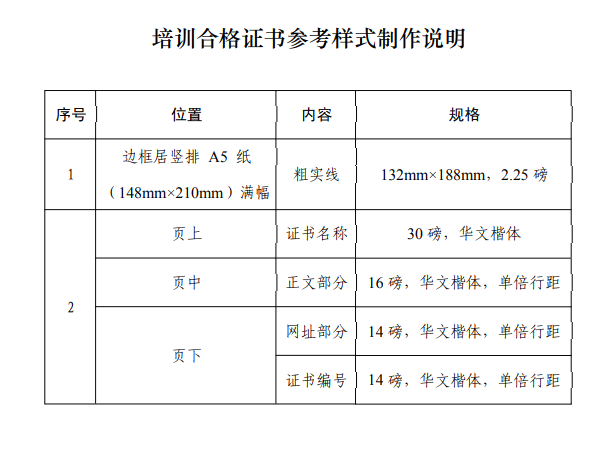 培训合格证书参考样式制作说明
序号 位置 内容 规格
1 边框居竖排 A5 纸
（148mm×210mm）满幅 粗实线 132mm×188mm，2.25 磅
2 页上 证书名称 30 磅，华文楷体
页中 正文部分 16 磅，华文楷体，单倍行距
页下 网址部分 14 磅，华文楷体，单倍行距
证书编号 14 磅，华文楷体，单倍行距